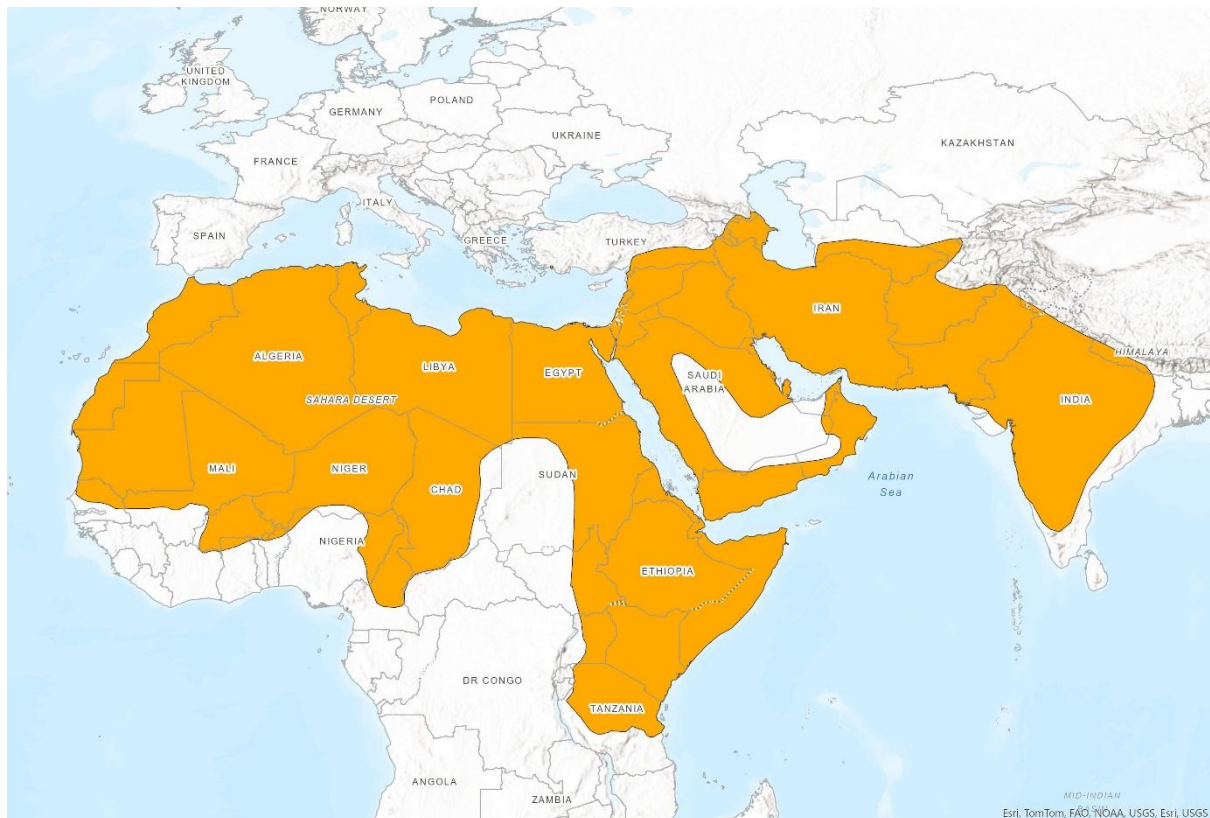 NORWAY
UNITED
KINGDOM
POLAND
GERMANY
UKRAINE
KAZAKHSTAN
FRANCE
ITALY
SPAIN
GREECE
TURKEY
IRAN
ALGERIA
LIBYA
EGYPT
SAUDI
ARABIA
HIMALAYA
SAHARA DESERT
INDIA
MALI
NIGER
CHAD
SUDAN
Arabian
Sea
NIGERIA
ETHIOPIA
DR CONGO
TANZANIA
ANGOLA
ZAMBIA
MID-INDIAN
Esri, TomTom, FAO, NOAA, USGS, Esri, USGS